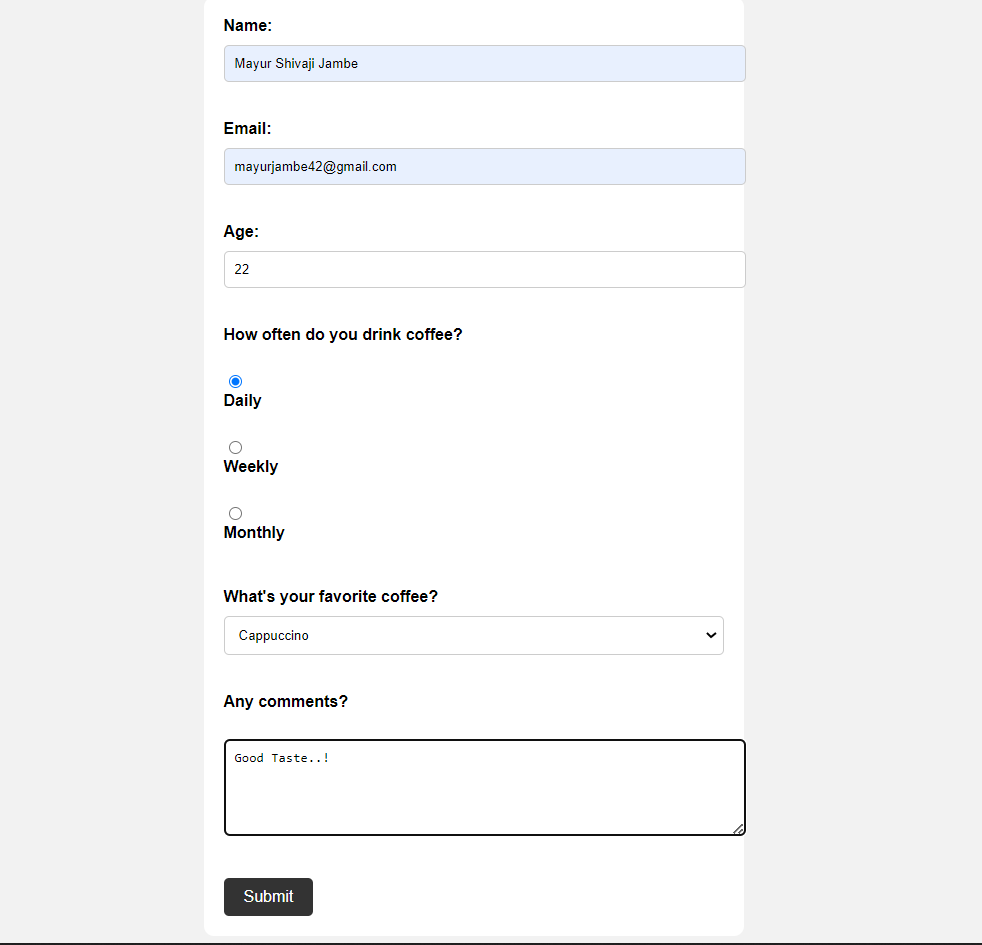 Name:
Mayur Shivaji Jambe
Email:
mayurjambe42@gmail.com
Age:
22
How often do you drink coffee?
Daily
Weekly
Monthly
What's your favorite coffee?
Cappuccino
Any comments?
Good Taste..!
Submit